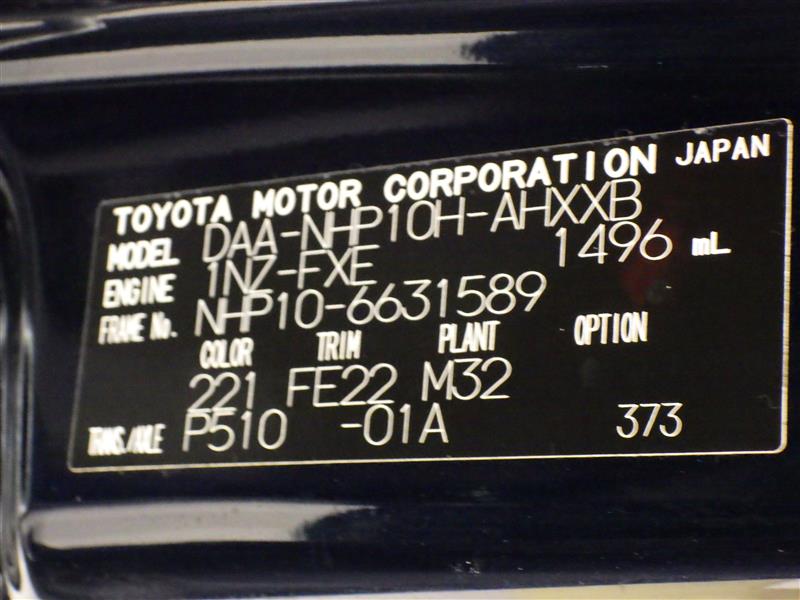 TOYOTA MOTOR CORPORATION JAPAN
MODEL DAA-NHP10H-AHXXB
ENGINE 1NZ-FXE 1496 mL
FRAME No. NHP10-6631589
COLOR TRIM PLANT OPTION
221 FE22 M32
TRANS./AXLE P510 -01A 373